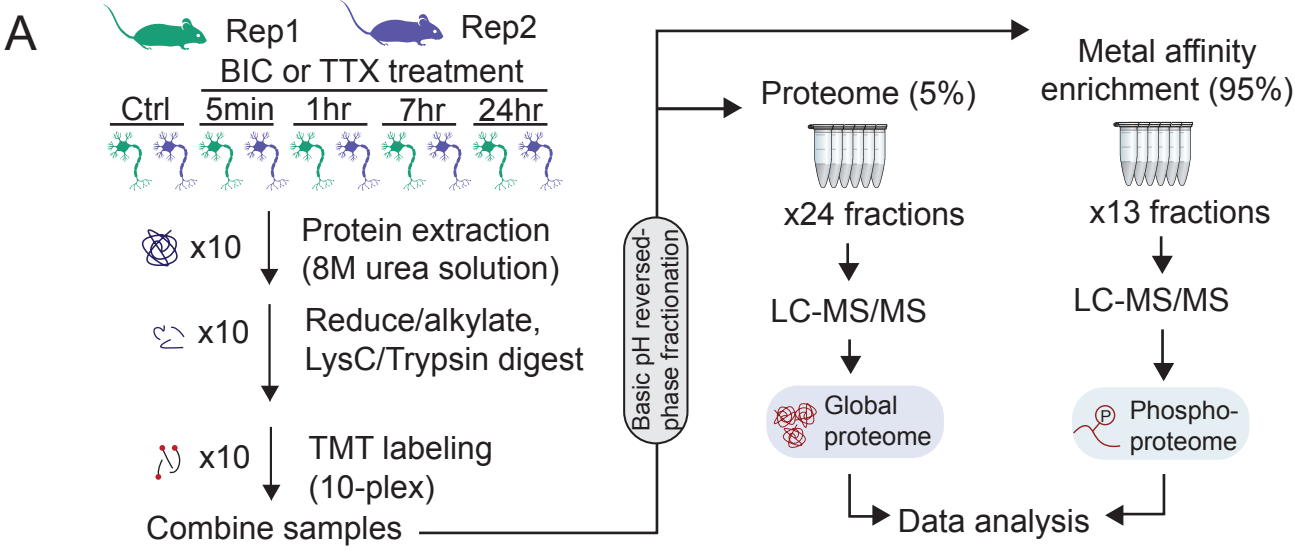 A
Rep1
Rep2
BIC or TTX treatment
Ctrl 5min 1hr 7hr 24hr
x10
Protein extraction
(8M urea solution)
x10
Reduce/alkylate,
LysC/Trypsin digest
x10
TMT labeling
(10-plex)
Combine samples
Basic pH reversed-
phase fractionation
Proteome (5%)
x24 fractions
LC-MS/MS
Global
proteome
Metal affinity
enrichment (95%)
x13 fractions
LC-MS/MS
P
Phospho-
proteome
Data analysis